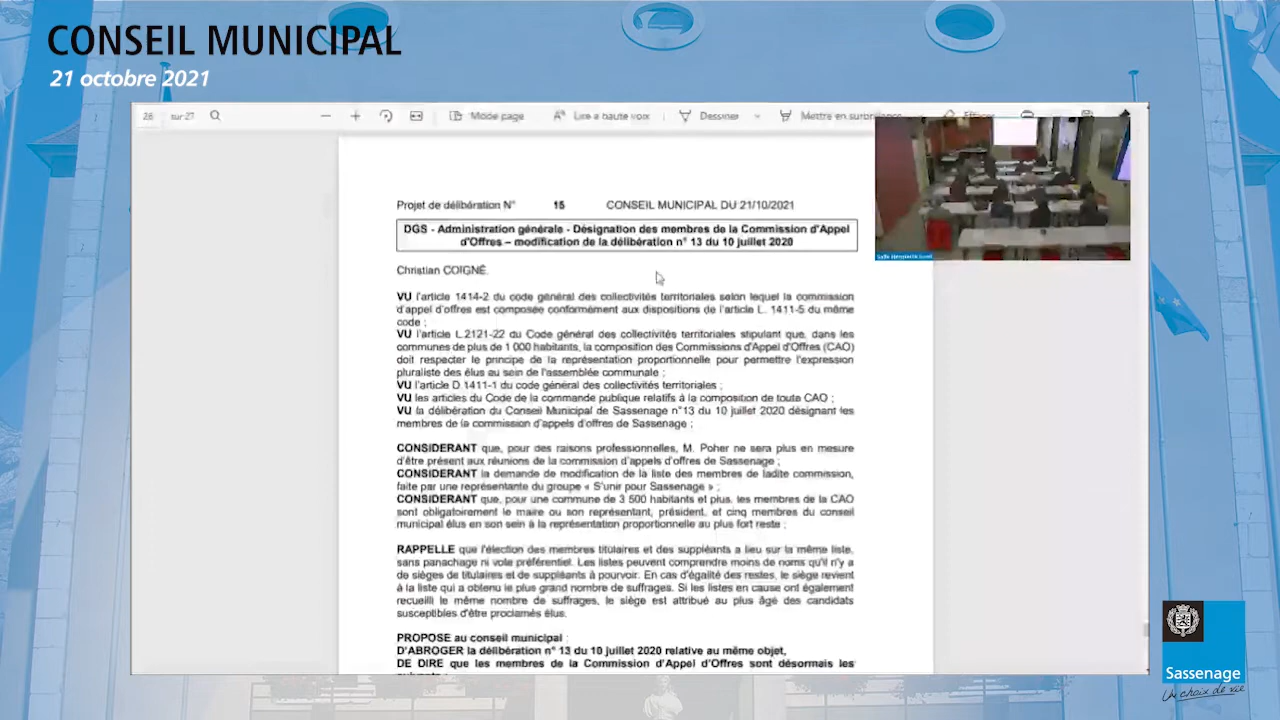 CONSEIL MUNICIPAL
21 octobre 2021
26 sur 27 Mode page Lire à haute voix Dessiner Mettre en surbrillance Effacer
Projet de délibération N° 15 CONSEIL MUNICIPAL DU 21/10/2021
DGS - Administration générale - Désignation des membres de la Commission d'Appel
d'Offres – modification de la délibération n° 13 du 10 juillet 2020
Christian COIGNÉ
VU l'article 1414-2 du code général des collectivités territoriales selon lequel la commission
d'appel d'offres est composée conformément aux dispositions de l'article L. 1411-5 du même
code ;
VU l'article L.2121-22 du Code général des collectivités territoriales stipulant que, dans les
communes de plus de 1 000 habitants, la composition des Commissions d'Appel d'Offres (CAO)
doit respecter le principe de la représentation proportionnelle pour permettre l'expression
pluraliste des élus au sein de l'assemblée communale ;
VU l'article D 1411-1 du code général des collectivités territoriales ;
VU les articles du Code de la commande publique relatifs à la composition de toute CAO ;
VU la délibération du Conseil Municipal de Sassenage n°13 du 10 juillet 2020 désignant les
membres de la commission d'appels d'offres de Sassenage ;
CONSIDERANT que, pour des raisons professionnelles, M. Poher ne sera plus en mesure
d'être présent aux réunions de la commission d'appels d'offres de Sassenage ;
CONSIDERANT la demande de modification de la liste des membres de ladite commission,
faite par une représentante du groupe « S'unir pour Sassenage » ;
CONSIDERANT que, pour une commune de 3 500 habitants et plus, les membres de la CAO
sont obligatoirement le maire ou son représentant, président, et cinq membres du conseil
municipal élus en son sein à la représentation proportionnelle au plus fort reste ;
RAPPELLE que l'élection des membres titulaires et des suppléants a lieu sur la même liste,
sans panachage ni vote préférentiel. Les listes peuvent comprendre moins de noms qu'il n'y a
de sièges de titulaires et de suppléants à pourvoir. En cas d'égalité des restes, le siège revient
à la liste qui a obtenu le plus grand nombre de suffrages. Si les listes en cause ont également
recueilli le même nombre de suffrages, le siège est attribué au plus âgé des candidats
susceptibles d'être proclamés élus.
PROPOSE au conseil municipal :
D'ABROGER la délibération n° 13 du 10 juillet 2020 relative au même objet,
DE DIRE que les membres de la Commission d'Appel d'Offres sont désormais les
Sassenage
Un choix de vie